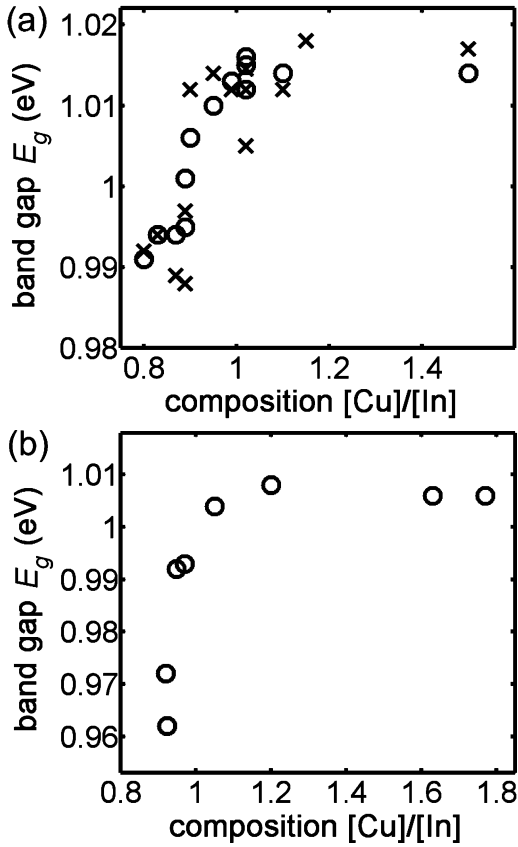 (a)
1.02
1.01
1
0.99
0.98
band gap E_g (eV)
0.8 1 1.2 1.4
composition [Cu]/[In]
(b)
1.01
1
0.99
0.98
0.97
0.96
band gap E_g (eV)
0.8 1 1.2 1.4 1.6 1.8
composition [Cu]/[In]